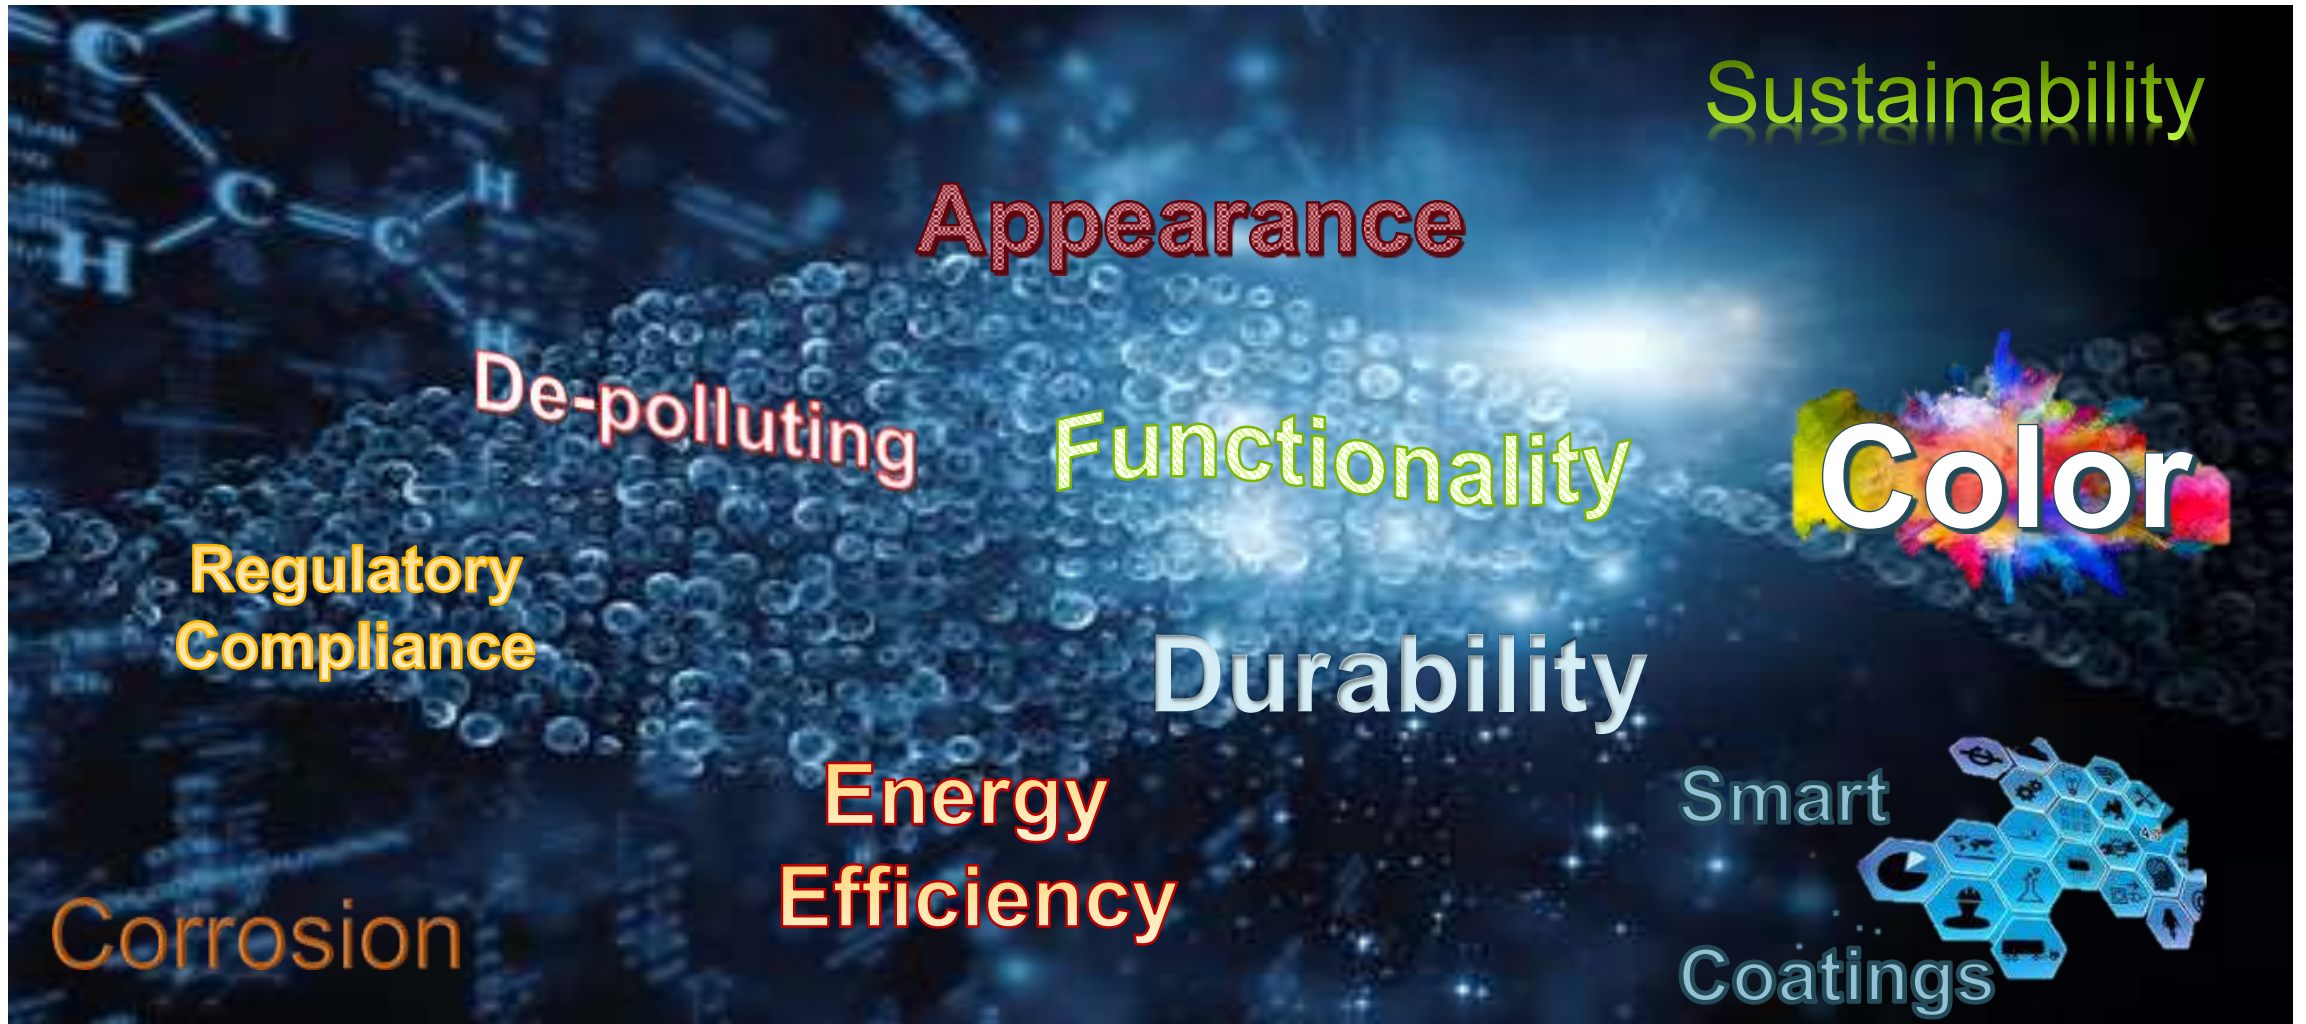 C
H
Sustainability
C
H
Appearance
C
H
H
De-polluting
Functionality
Color
Regulatory
Compliance
Durability
Energy
Smart
Efficiency
Corrosion
Coatings